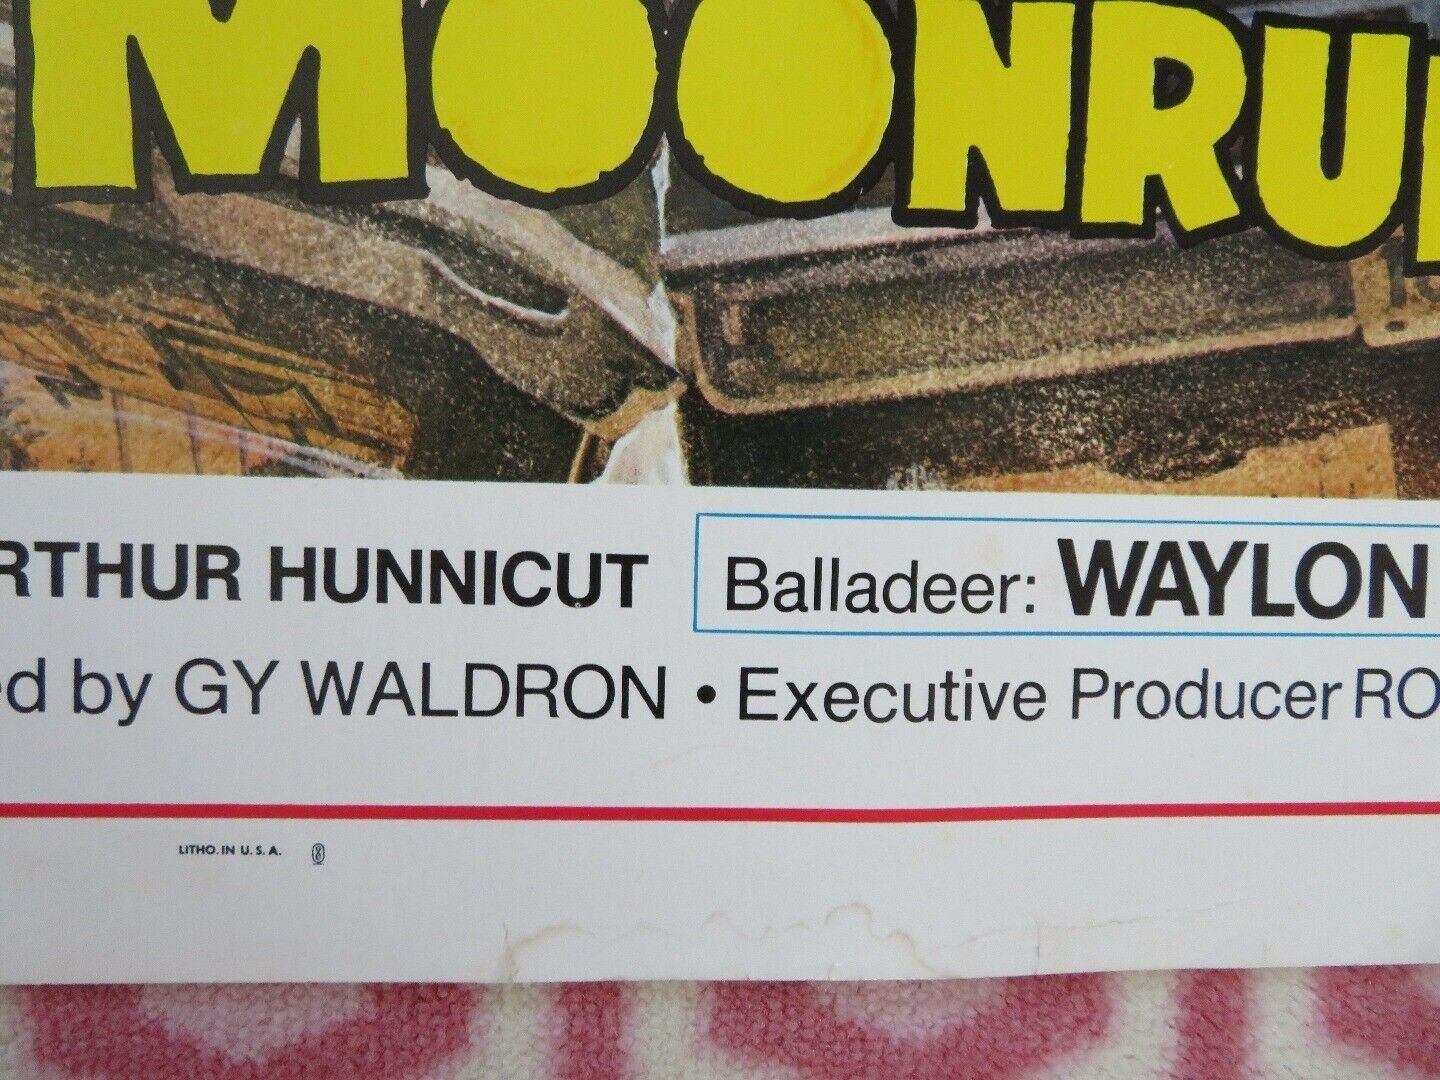 MOONRU
RTHUR HUNNICUT Balladeer: WAYLON
ed by GY WALDRON • Executive Producer RO
LITHO. IN U. S. A.